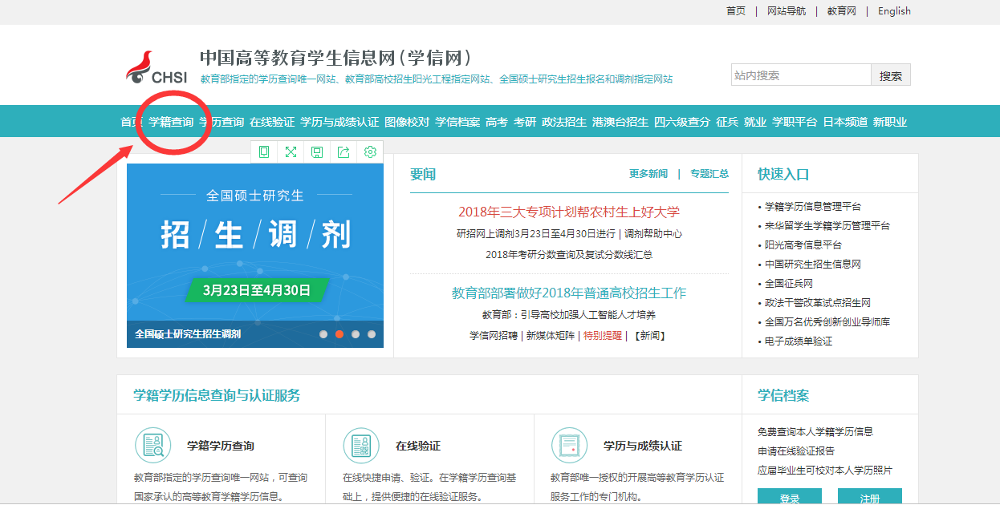 首页 | 网站导航 | 教育网 | English
CHSI
中国高等教育学生信息网(学信网)
教育部指定的学历查询唯一网站、教育部高校招生阳光工程指定网站、全国硕士研究生招生报名和调剂指定网站
站内搜索
搜索
首页 学籍查询 学历查询 在线验证 学历与成绩认证 图像校对 学信档案 高考 考研 政法招生 港澳台招生 四六级查分 征兵 就业 学职平台 日本频道 新职业
全国硕士研究生
招/生/调/剂
3月23日至4月30日
全国硕士研究生招生调剂
要闻
更多新闻 | 专题汇总
2018年三大专项计划帮农村生上好大学
研招网上调剂3月23日至4月30日进行 | 调剂帮助中心
2018年考研分数查询及复试分数线汇总
教育部部署做好2018年普通高校招生工作
教育部：引导高校加强人工智能人才培养
学信网招聘 | 新媒体矩阵 | 特别提醒 | 【新闻】
快速入口
• 学籍学历信息管理平台
• 来华留学生学籍学历管理平台
• 阳光高考信息平台
• 中国研究生招生信息网
• 全国征兵网
• 政法干警改革试点招生网
• 全国万名优秀创新创业导师库
• 电子成绩单验证
学籍学历信息查询与认证服务
学籍学历查询
教育部指定的学历查询唯一网站，可查询
国家承认的高等教育学籍学历信息。
在线验证
在线快捷申请、验证。在学籍学历查询基
础上，提供便捷的在线验证服务。
学历与成绩认证
教育部唯一授权的开展高等教育学历认证
服务工作的专门机构。
学信档案
免费查询本人学籍学历信息
申请在线验证报告
应届毕业生可校对本人学历照片
登录
注册